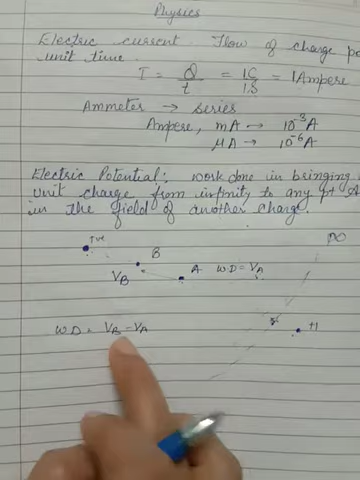 Physics
Electric current Flow of charge per
unit time.
I = Q/t = 1C/1S = 1 Ampere
Ammeter → series
Ampere, mA → 10⁻³A
μA → 10⁻⁶A
Electric Potential; work done in bringing
unit charge from infinity to any pt A
in the field of another charge.
+ve
B
VB
A WD = VA
+1
WD = VB - VA